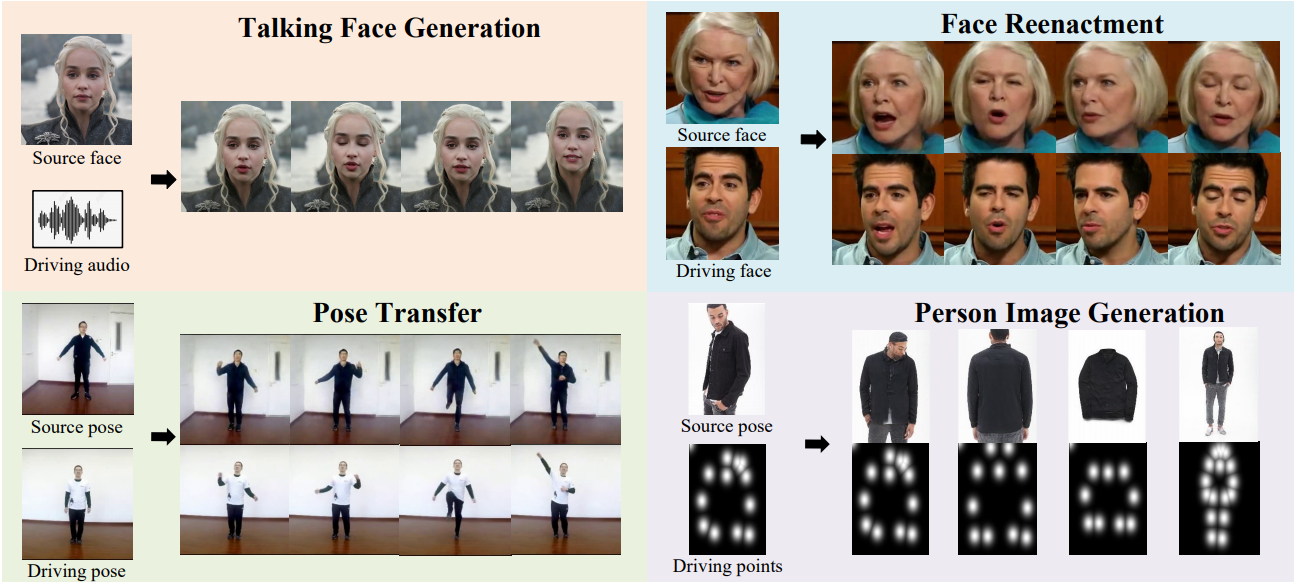 Talking Face Generation
Source face
Driving audio
Face Reenactment
Source face
Driving face
Pose Transfer
Source pose
Driving pose
Person Image Generation
Source pose
Driving points